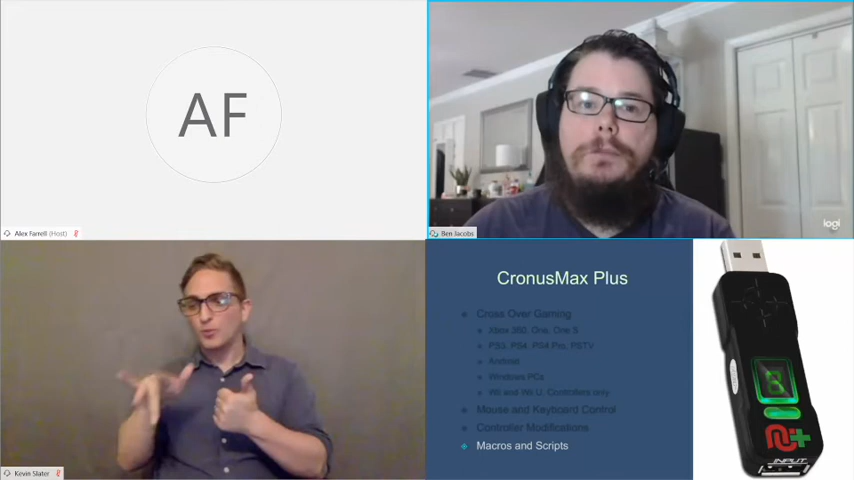 AF
Alex Farrell (Host)
logi
Ben Jacobs
CronusMax Plus
Cross Over Gaming
Xbox 360, One, One S
PS3, PS4, PS4 Pro, PSTV
Android
Windows PCs
Wii and Wii U, Controllers only
Mouse and Keyboard Control
Controller Modifications
Macros and Scripts
INPUT
Kevin Slater